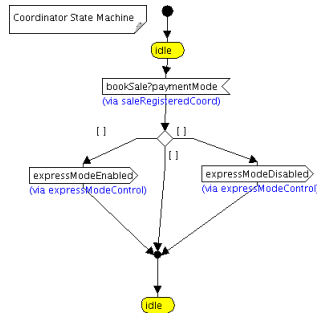 Coordinator State Machine
idle
bookSale?paymentMode
(via saleRegisteredCoord)
[ ]
[ ]
[ ]
expressModeEnabled
expressModeDisabled
(via expressModeControl)
(via expressModeControl)
idle